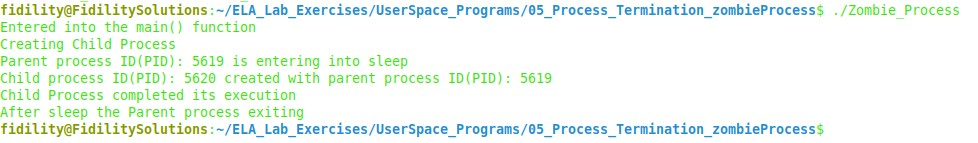 fidility@FidilitySolutions:~/ELA_Lab_Exercises/UserSpace_Programs/05_Process_Termination_zombieProcess$ ./Zombie_Process
Entered into the main() function
Creating Child Process
Parent process ID(PID): 5619 is entering into sleep
Child process ID(PID): 5620 created with parent process ID(PID): 5619
Child Process completed its execution
After sleep the Parent process exiting
fidility@FidilitySolutions:~/ELA_Lab_Exercises/UserSpace_Programs/05_Process_Termination_zombieProcess$